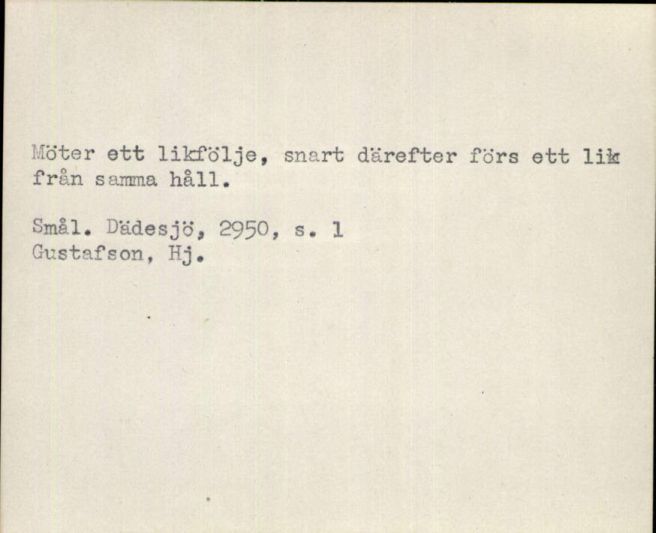 Möter ett likfölje, snart därefter förs ett lik
från samma håll.
Smål. Dädesjö, 2950, s. 1
Gustafson, Hj.